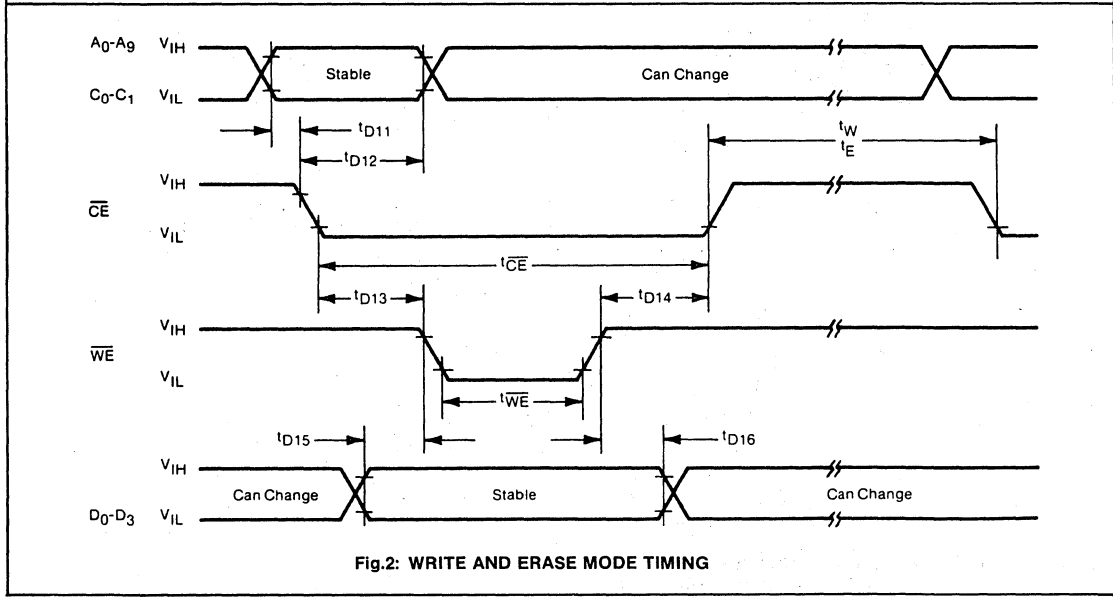 A0-A9 VIH
Stable Can Change
C0-C1 VIL
tD11
tW
tE
tD12
VIH
CE
VIL
tCE
tD13 tD14
VIH
WE
VIL
tWE
tD15 tD16
VIH
Can Change Stable Can Change
D0-D3 VIL
Fig.2: WRITE AND ERASE MODE TIMING